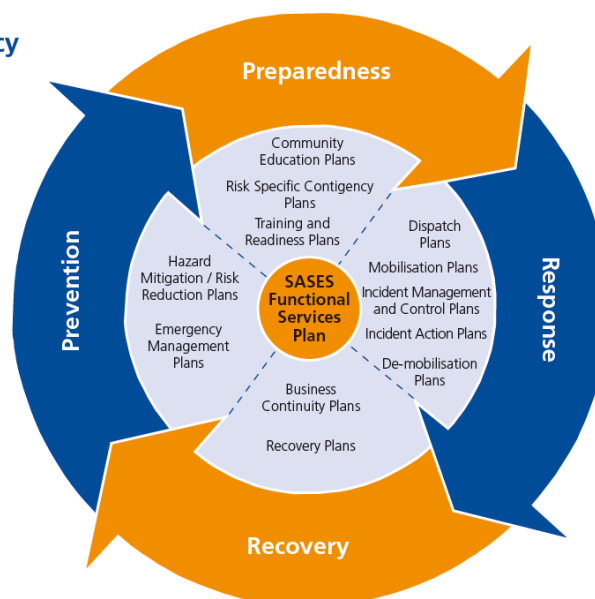 ty
Preparedness
Community
Education Plans
Risk Specific Contigency
Plans
Training and
Readiness Plans
Response
Dispatch
Plans
Mobilisation Plans
Incident Management
and Control Plans
Incident Action Plans
De-mobilisation
Plans
Recovery
Business
Continuity Plans
Recovery Plans
Prevention
Hazard
Mitigation / Risk
Reduction Plans
Emergency
Management
Plans
SASES
Functional
Services
Plan